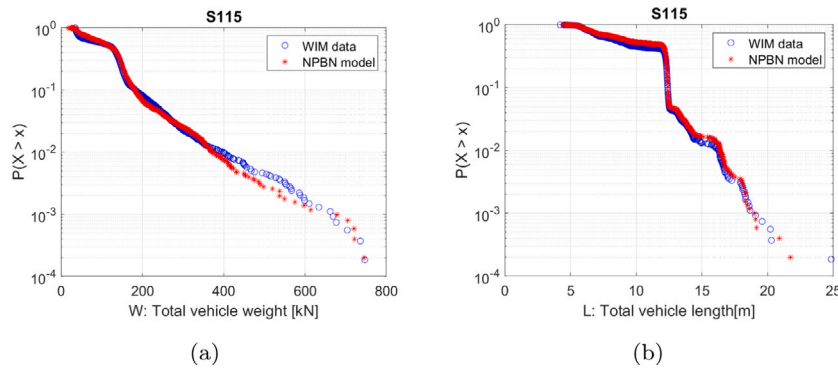 S115
WIM data
NPBN model
P(X > x)
10^0
10^-1
10^-2
10^-3
10^-4
0 200 400 600 800
W: Total vehicle weight [kN]
(a)
S115
WIM data
NPBN model
P(X > x)
10^0
10^-1
10^-2
10^-3
10^-4
0 5 10 15 20 25
L: Total vehicle length[m]
(b)